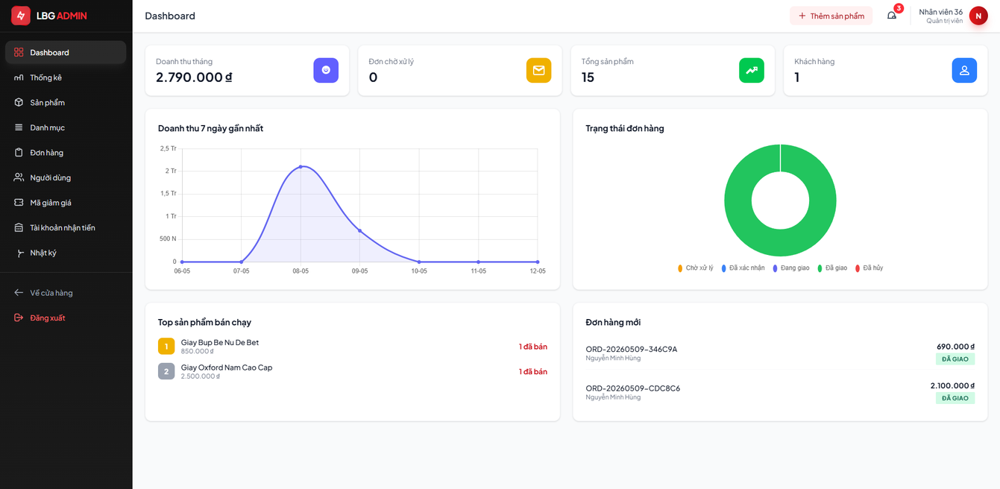 LBG ADMIN
Dashboard
Thống kê
Sản phẩm
Danh mục
Đơn hàng
Người dùng
Mã giảm giá
Tài khoản nhận tiền
Nhật ký
Về cửa hàng
Đăng xuất
Dashboard
Thêm sản phẩm
3
Nhân viên 36
Quản trị viên
N
Doanh thu tháng
2.790.000 ₫
Đơn chờ xử lý
0
Tổng sản phẩm
15
Khách hàng
1
Doanh thu 7 ngày gần nhất
2,5 Tr
2 Tr
1,5 Tr
1 Tr
500 N
0
06-05 07-05 08-05 09-05 10-05 11-05 12-05
Trạng thái đơn hàng
Chờ xử lý Đã xác nhận Đang giao Đã giao Đã hủy
Top sản phẩm bán chạy
1
Giay Bup Be Nu De Bet
850.000 ₫
1 đã bán
2
Giay Oxford Nam Cao Cap
2.500.000 ₫
1 đã bán
Đơn hàng mới
ORD-20260509-346C9A
Nguyễn Minh Hùng
690.000 ₫
ĐÃ GIAO
ORD-20260509-CDC8C6
Nguyễn Minh Hùng
2.100.000 ₫
ĐÃ GIAO